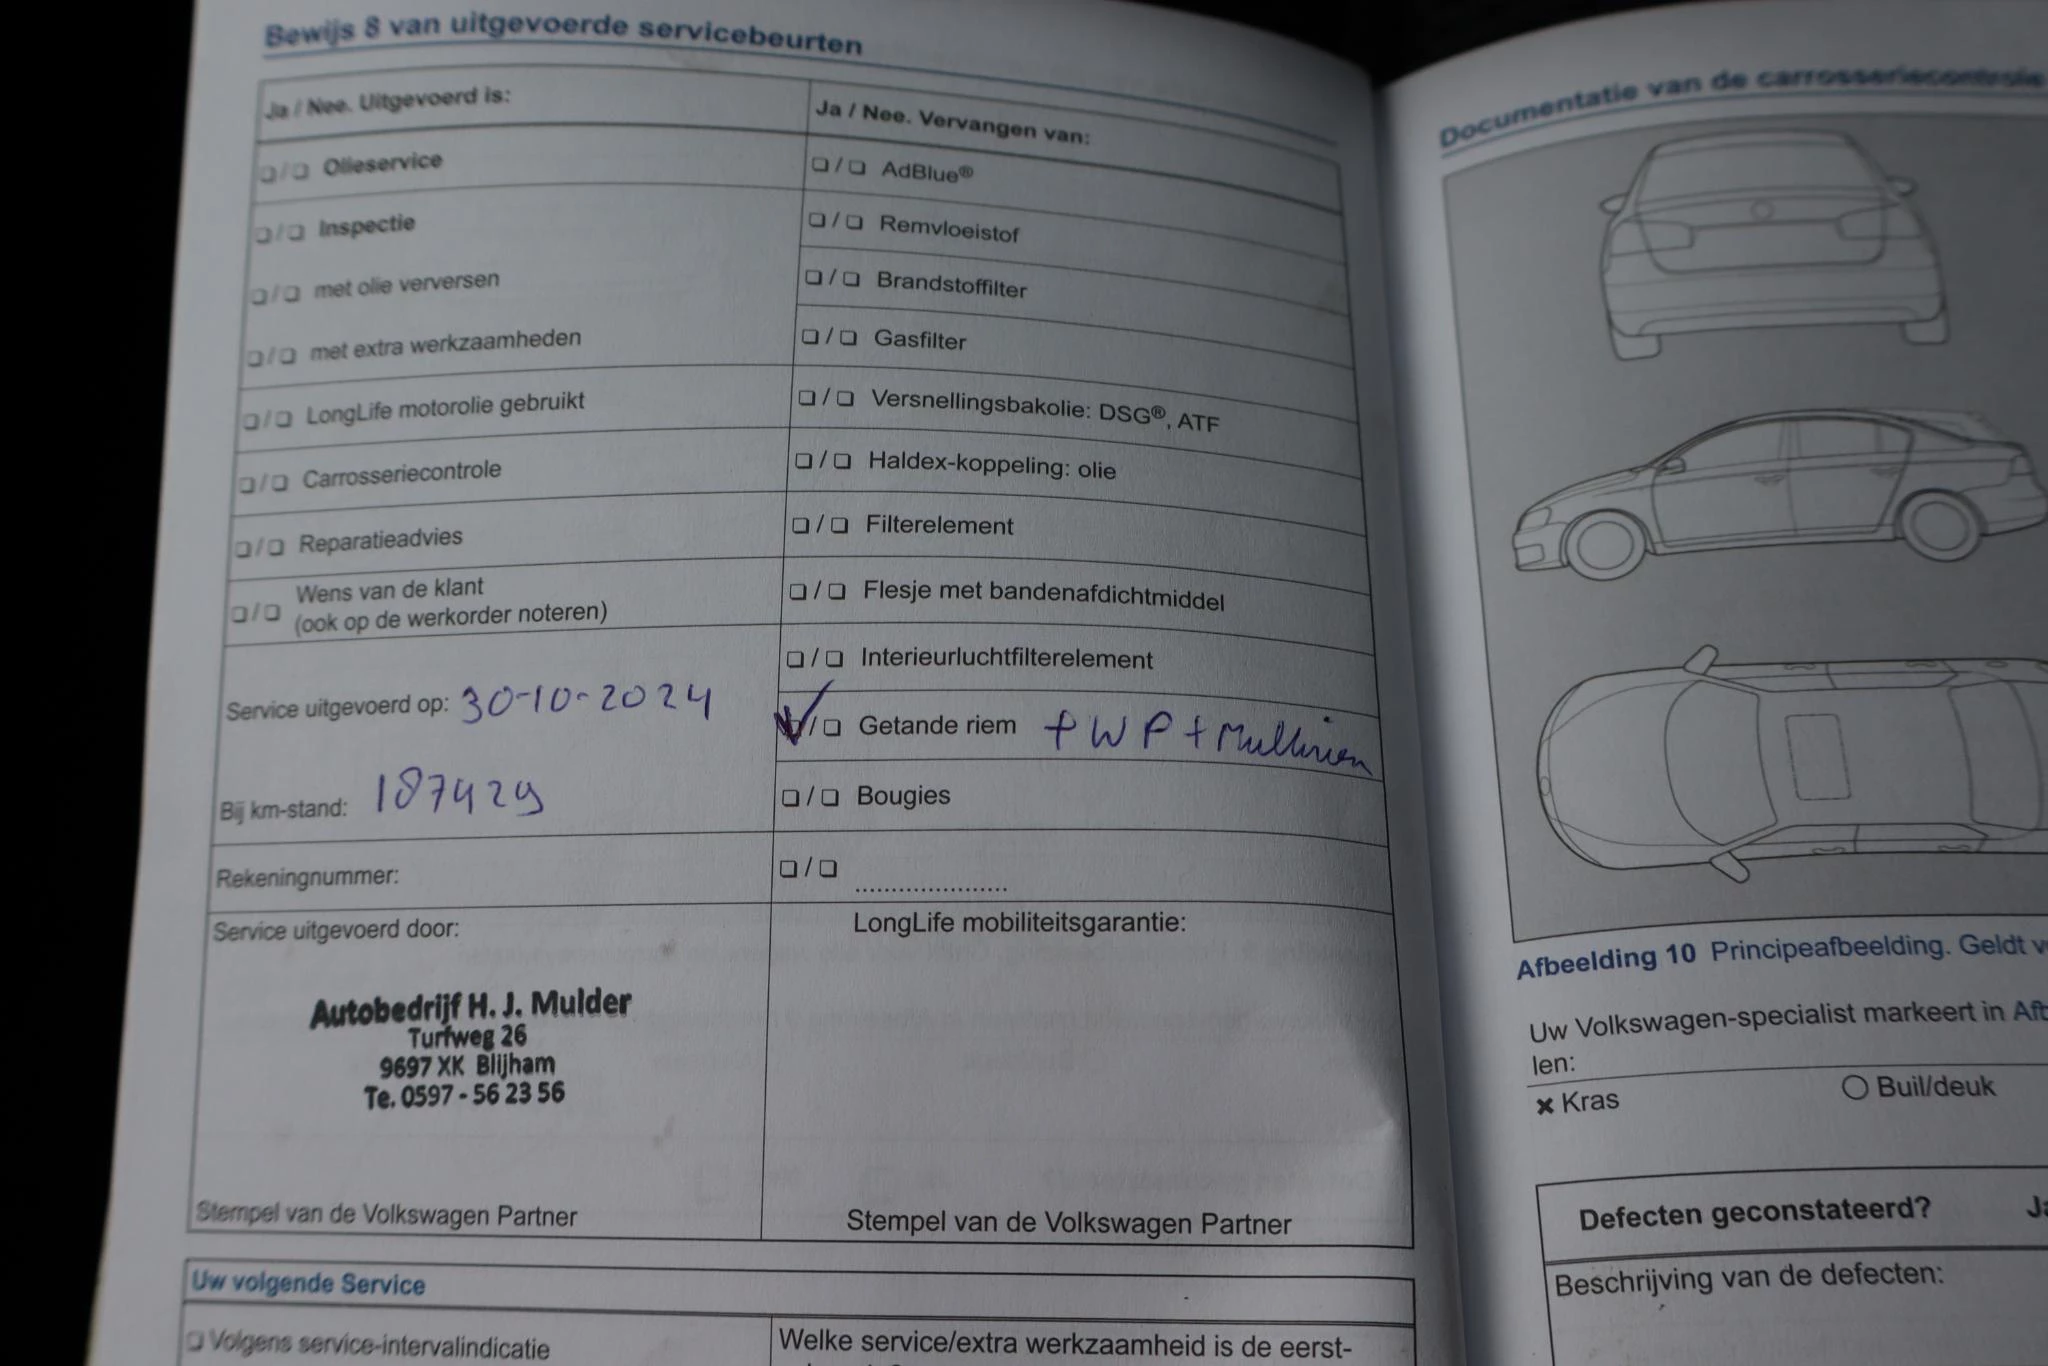 Bewijs 8 van uitgevoerde servicebeurten
Ja / Nee. Uitgevoerd is:
❑ / ❑ Olieservice
❑ / ❑ Inspectie
❑ / ❑ met olie verversen
❑ / ❑ met extra werkzaamheden
❑ / ❑ LongLife motorolie gebruikt
❑ / ❑ Carrosseriecontrole
❑ / ❑ Reparatieadvies
❑ / ❑ Wens van de klant
(ook op de werkorder noteren)
Service uitgevoerd op: 30-10-2024
Bij km-stand: 187429
Rekeningnummer:
Service uitgevoerd door:
Autobedrijf H. J. Mulder
Turfweg 26
9697 XK Blijham
Te. 0597 - 56 23 56
Stempel van de Volkswagen Partner
Ja / Nee. Vervangen van:
❑ / ❑ AdBlue®
❑ / ❑ Remvloeistof
❑ / ❑ Brandstoffilter
❑ / ❑ Gasfilter
❑ / ❑ Versnellingsbakolie: DSG®, ATF
❑ / ❑ Haldex-koppeling: olie
❑ / ❑ Filterelement
❑ / ❑ Flesje met bandenafdichtmiddel
❑ / ❑ Interieurluchtfilterelement
✓ / ❑ Getande riem + WP +
❑ / ❑ Bougies
❑ / ❑ .....................
LongLife mobiliteitsgarantie:
Stempel van de Volkswagen Partner
Uw volgende Service
❑ Volgens service-intervalindicatie
Welke service/extra werkzaamheid is de eerst-
Documentatie van de carrosseriecontrole
Afbeelding 10 Principeafbeelding. Geldt
Uw Volkswagen-specialist markeert in
len:
✖ Kras
○ Buil/deuk
Defecten geconstateerd?
Beschrijving van de defecten: